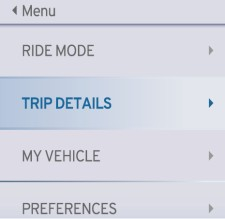 Menu
RIDE MODE
TRIP DETAILS
MY VEHICLE
PREFERENCES